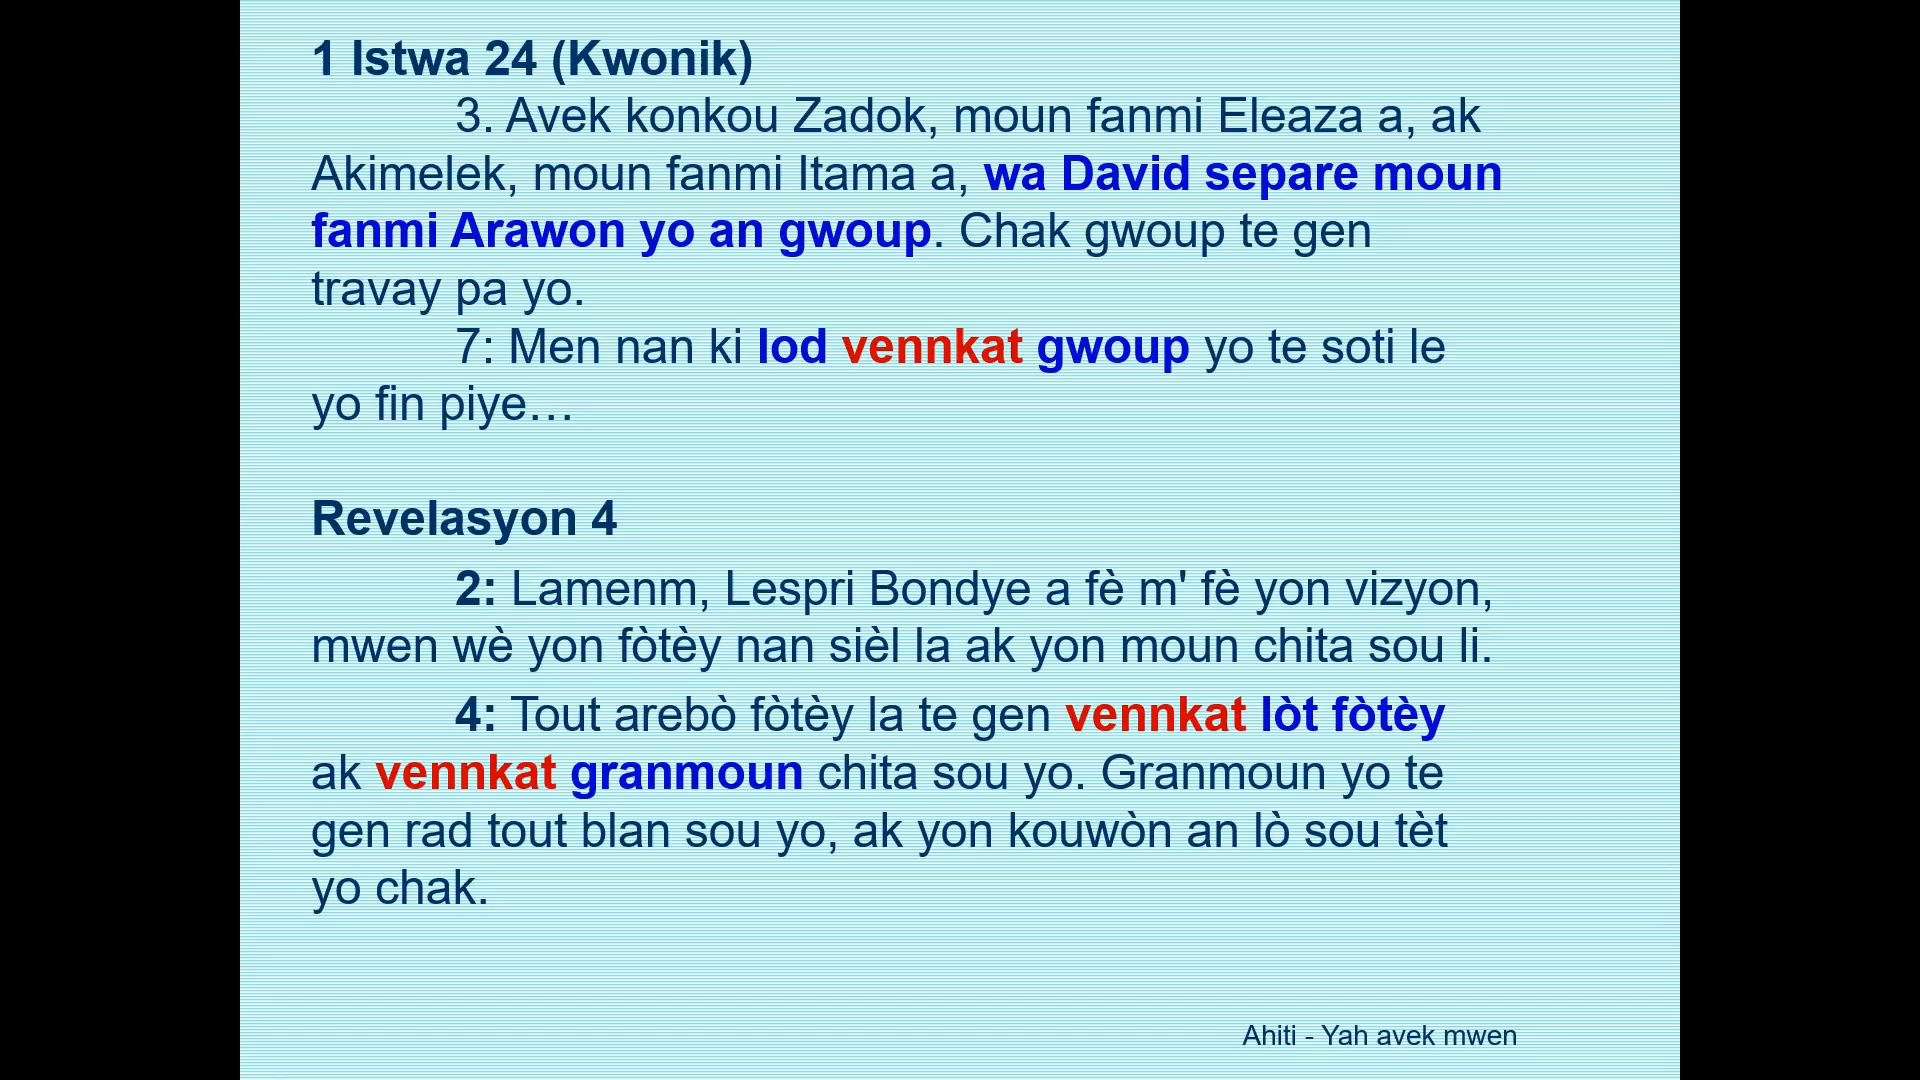 1 Istwa 24 (Kwonik)
3. Avek konkou Zadok, moun fanmi Eleaza a, ak
Akimelek, moun fanmi Itama a, wa David separe moun
fanmi Arawon yo an gwoup. Chak gwoup te gen
travay pa yo.
7: Men nan ki lod vennkat gwoup yo te soti le
yo fin piye…
Revelasyon 4
2: Lamenm, Lespri Bondye a fè m' fè yon vizyon,
mwen wè yon fòtèy nan sièl la ak yon moun chita sou li.
4: Tout arebò fòtèy la te gen vennkat lòt fòtèy
ak vennkat granmoun chita sou yo. Granmoun yo te
gen rad tout blan sou yo, ak yon kouwòn an lò sou tèt
yo chak.
Ahiti - Yah avek mwen